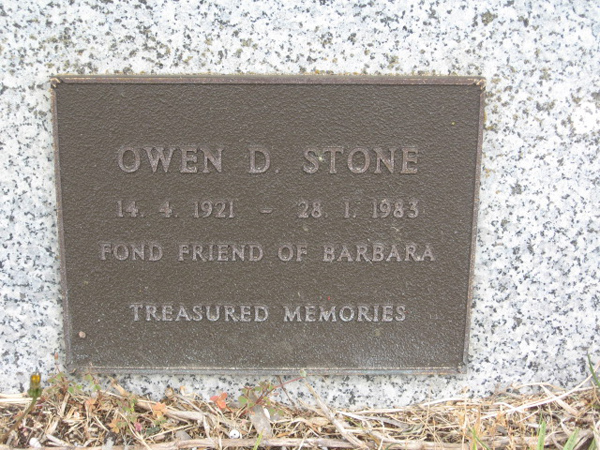 OWEN D. STONE
14. 4. 1921 - 28. 1. 1983
FOND FRIEND OF BARBARA
TREASURED MEMORIES